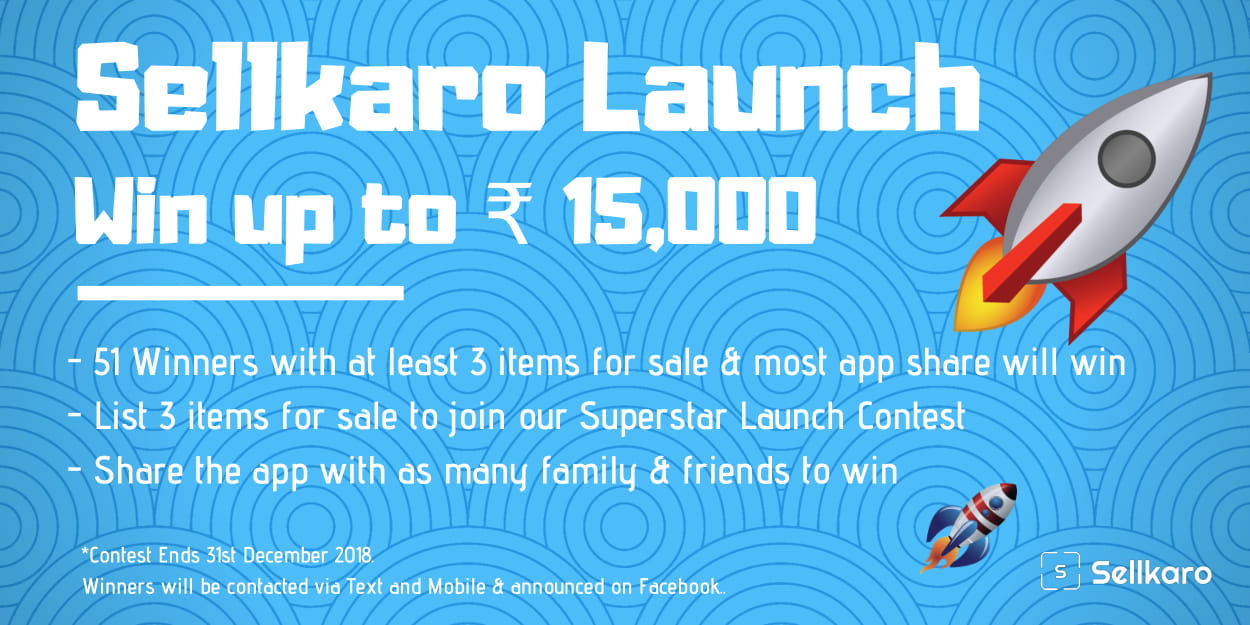 Sellkaro Launch
Win up to ₹ 15,000
- 51 Winners with at least 3 items for sale & most app share will win
- List 3 items for sale to join our Superstar Launch Contest
- Share the app with as many family & friends to win
*Contest Ends 31st December 2018.
Winners will be contacted via Text and Mobile & announced on Facebook..
S Sellkaro